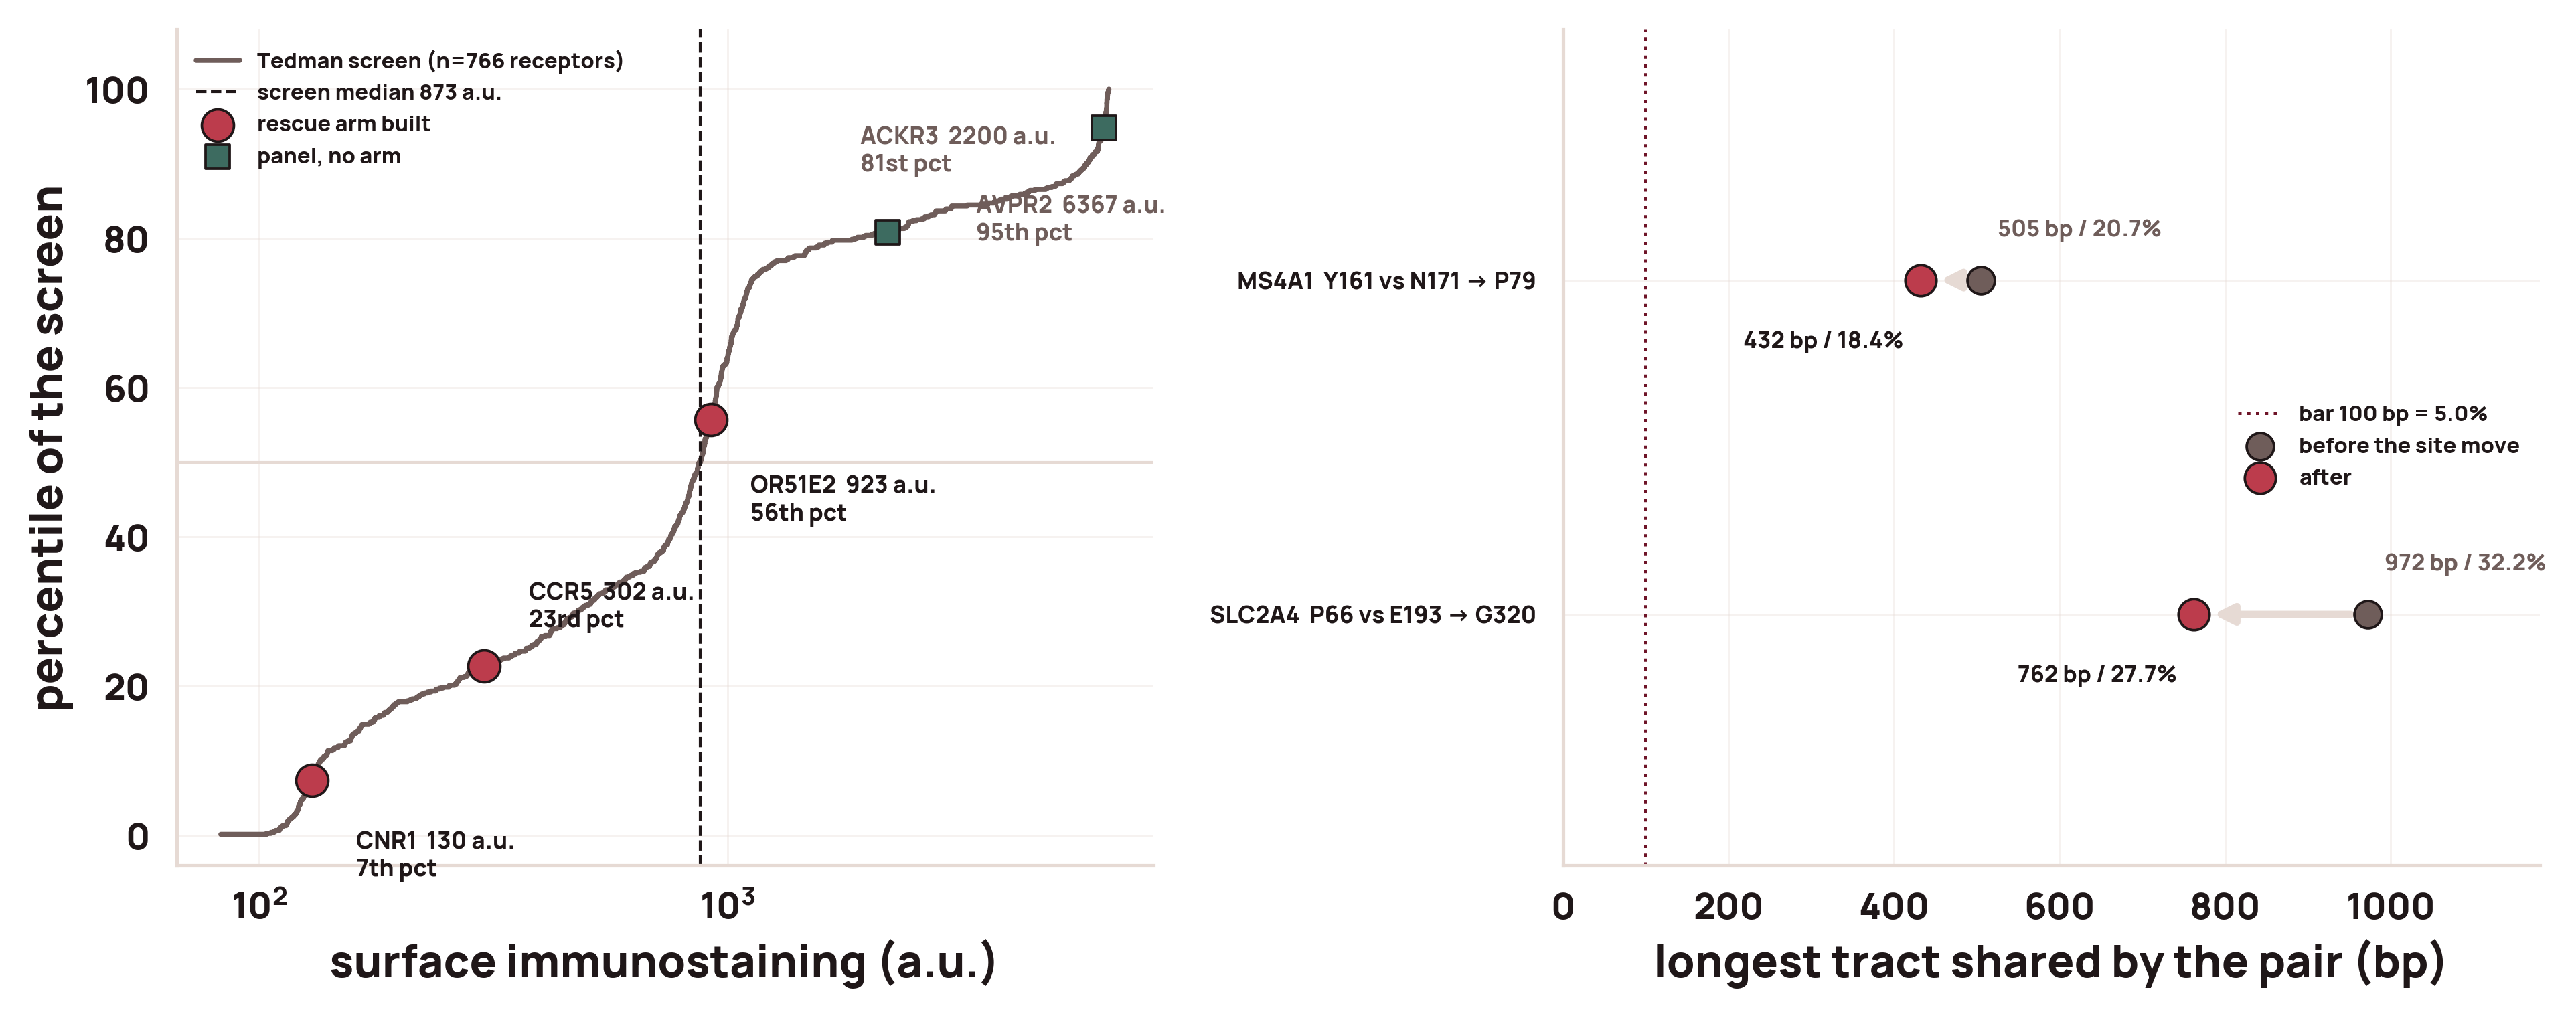 Tedman screen (n=766 receptors)
screen median 873 a.u.
rescue arm built
panel, no arm
percentile of the screen
100
80
60
40
20
0
ACKR3 2200 a.u.
81st pct
AVPR2 6367 a.u.
95th pct
OR51E2 923 a.u.
56th pct
CCR5 302 a.u.
23rd pct
CNR1 130 a.u.
7th pct
10²
10³
surface immunostaining (a.u.)
MS4A1 Y161 vs N171 → P79
SLC2A4 P66 vs E193 → G320
505 bp / 20.7%
432 bp / 18.4%
bar 100 bp = 5.0%
before the site move
after
972 bp / 32.2%
762 bp / 27.7%
0
200
400
600
800
1000
longest tract shared by the pair (bp)